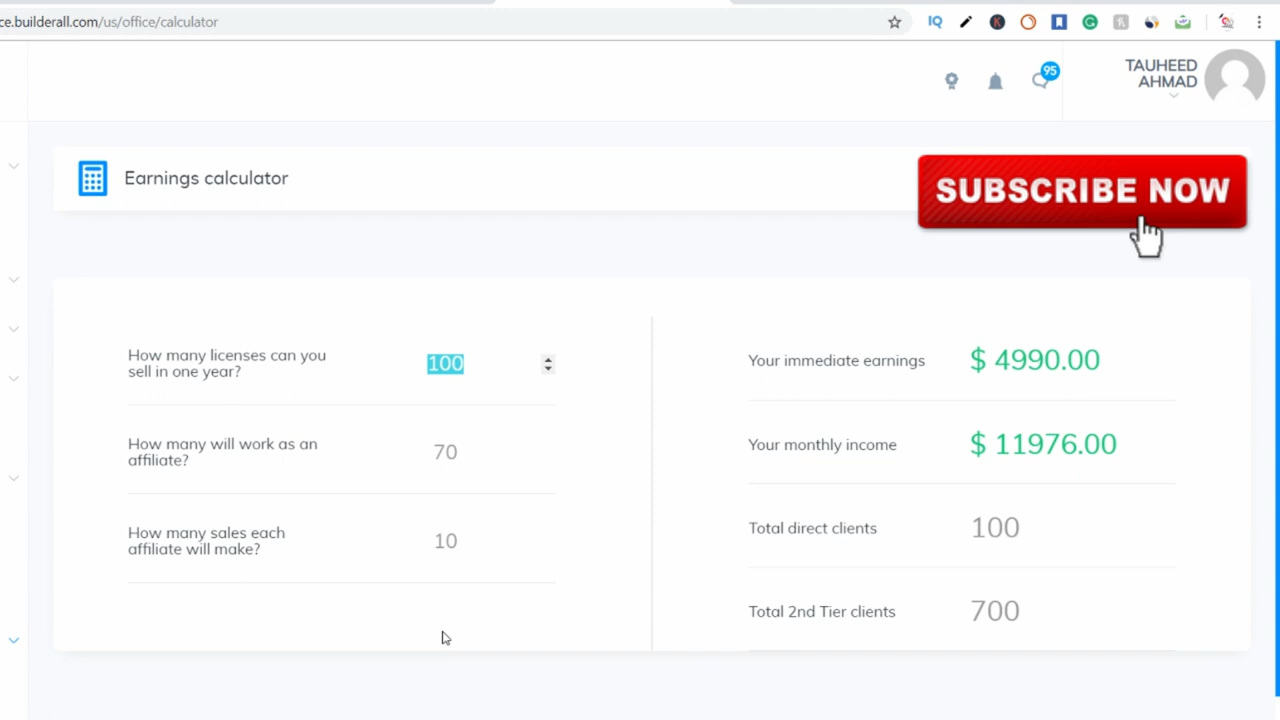 ce.builderall.com/us/office/calculator
IQ
K
95
TAUHEED
AHMAD
Earnings calculator
SUBSCRIBE NOW
How many licenses can you
sell in one year?
100
How many will work as an
affiliate?
70
How many sales each
affiliate will make?
10
Your immediate earnings
$ 4990.00
Your monthly income
$ 11976.00
Total direct clients
100
Total 2nd Tier clients
700